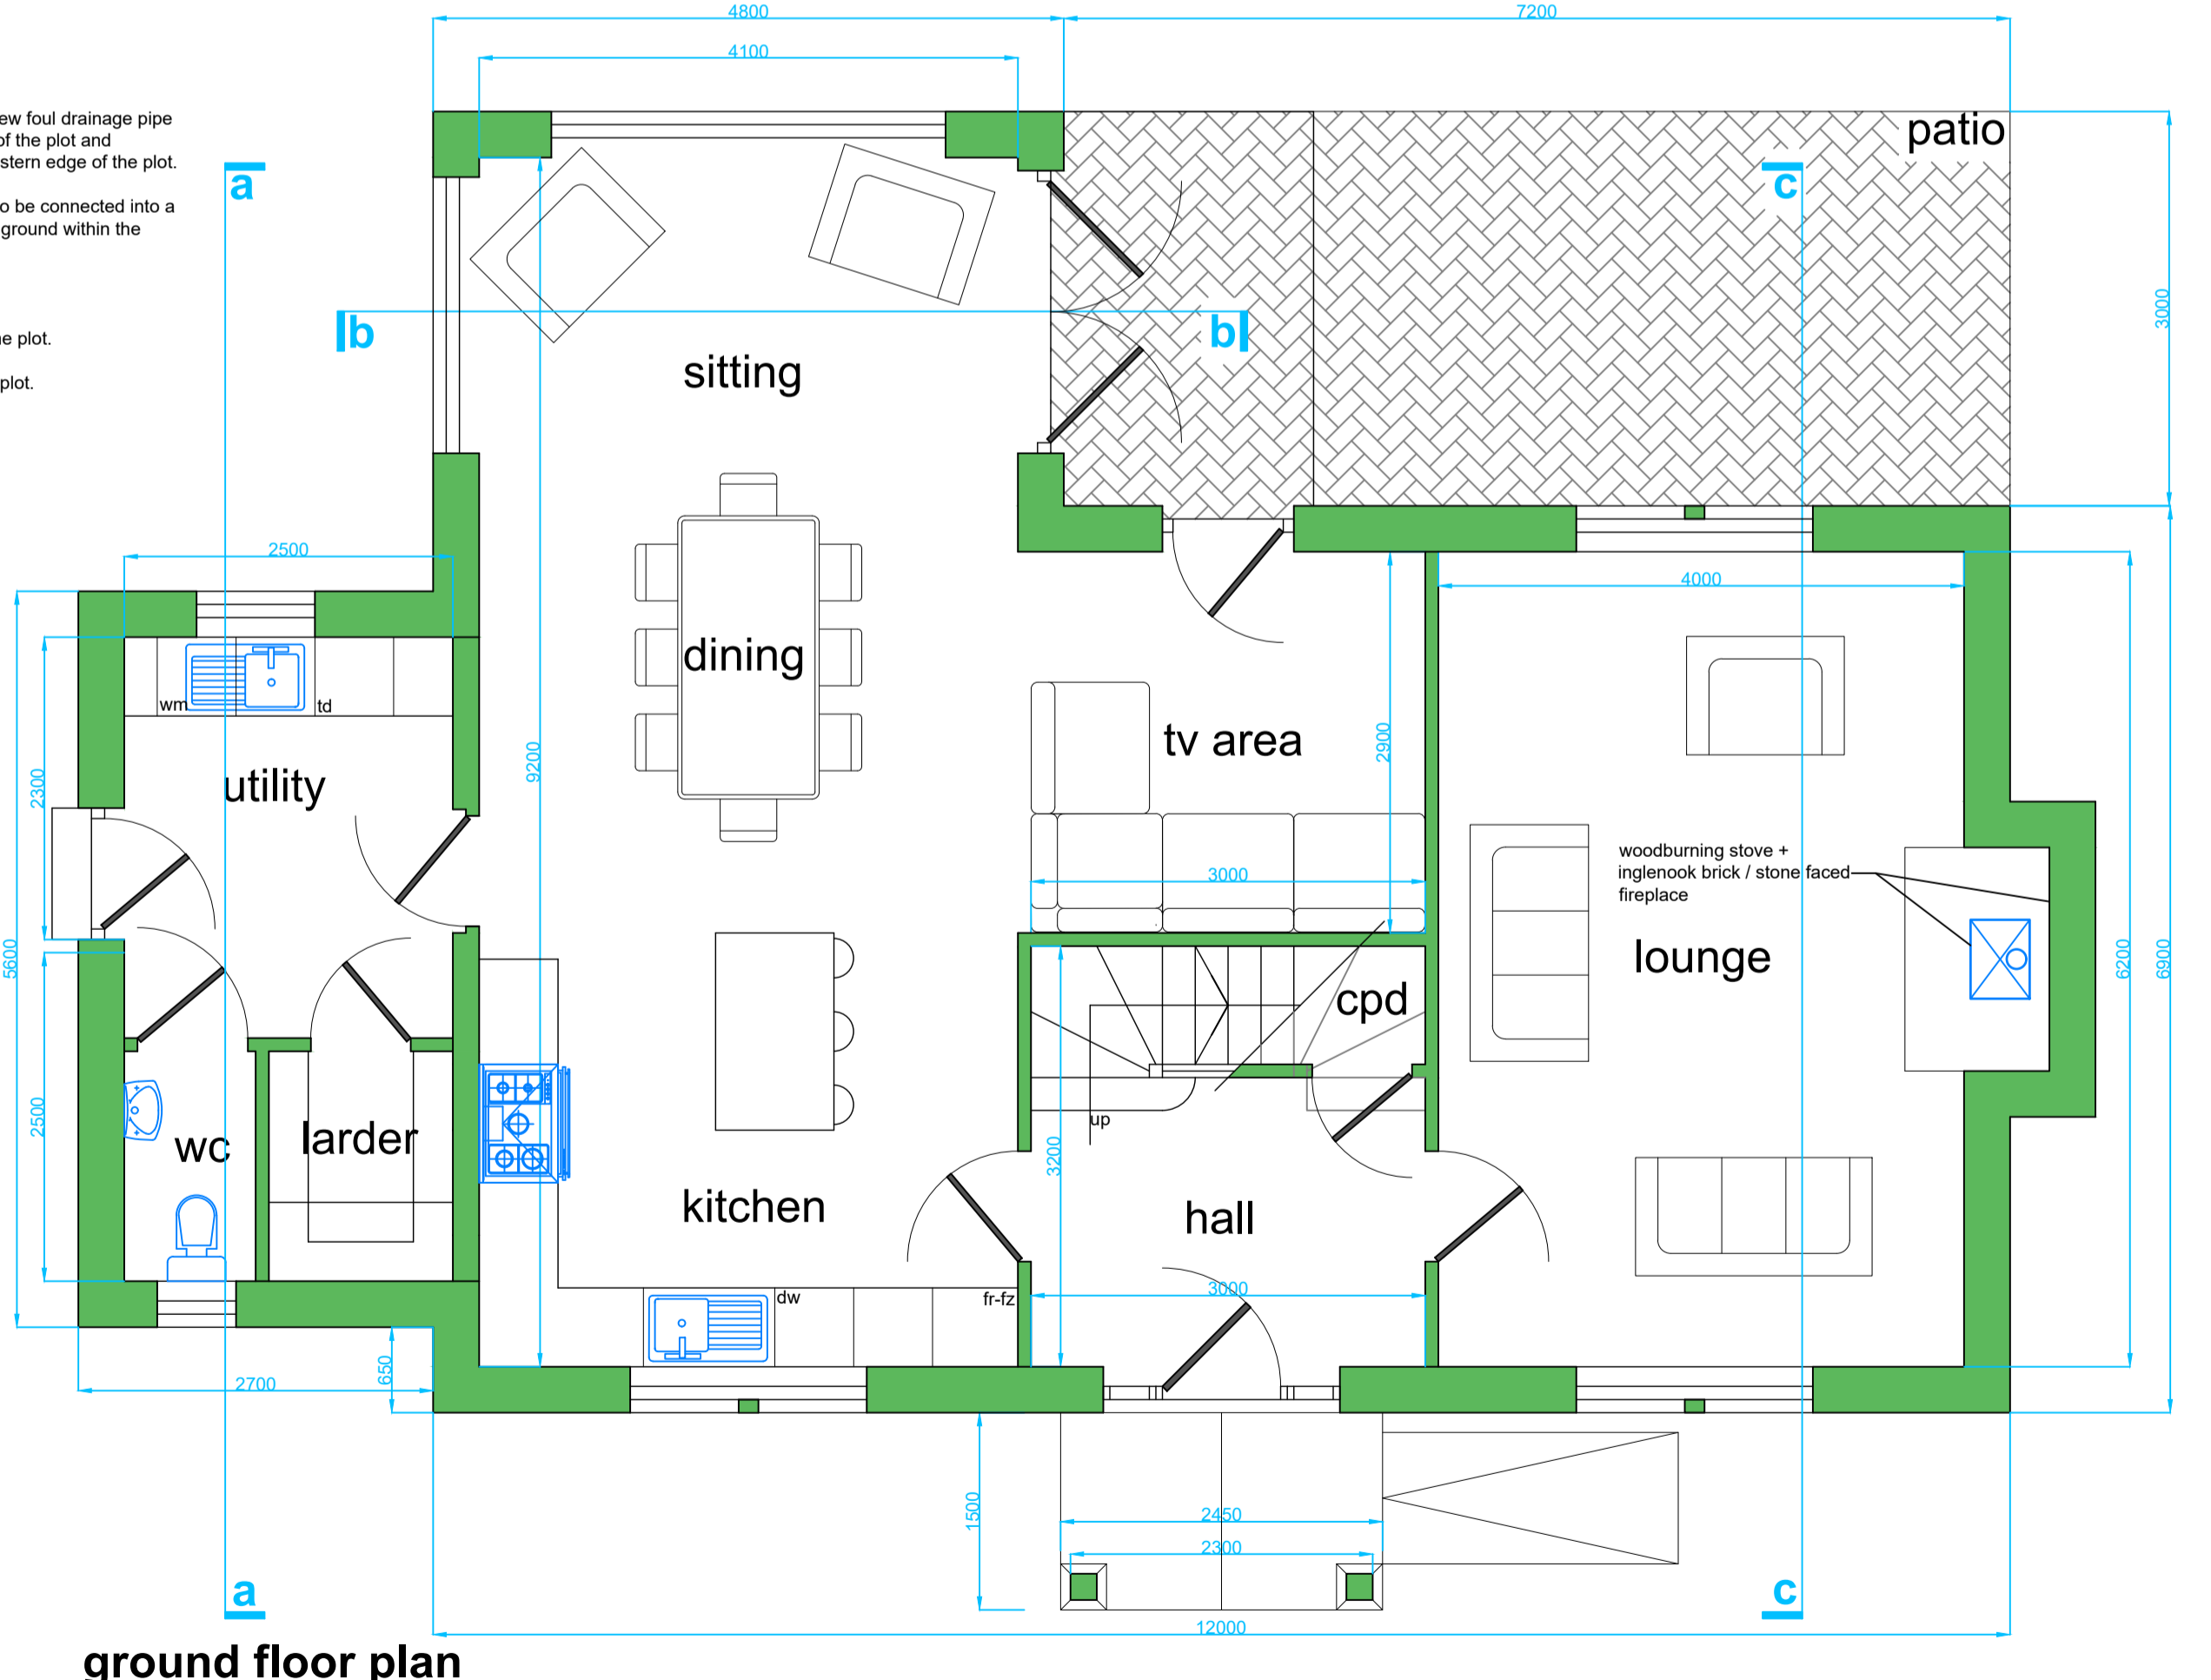 4800
7200
4100
ew foul drainage pipe
of the plot and
stern edge of the plot.
o be connected into a
ground within the
e plot.
plot.
patio
a
c
b
b
3000
sitting
2500
4000
dining
tv area
2900
wm
td
utility
2300
9200
3000
woodburning stove +
inglenook brick / stone faced
fireplace
lounge
5600
6200
6900
cpd
2500
wc
larder
up
3200
kitchen
hall
3000
dw
fr-fz
650
2700
1500
2450
2300
a
c
12000
ground floor plan